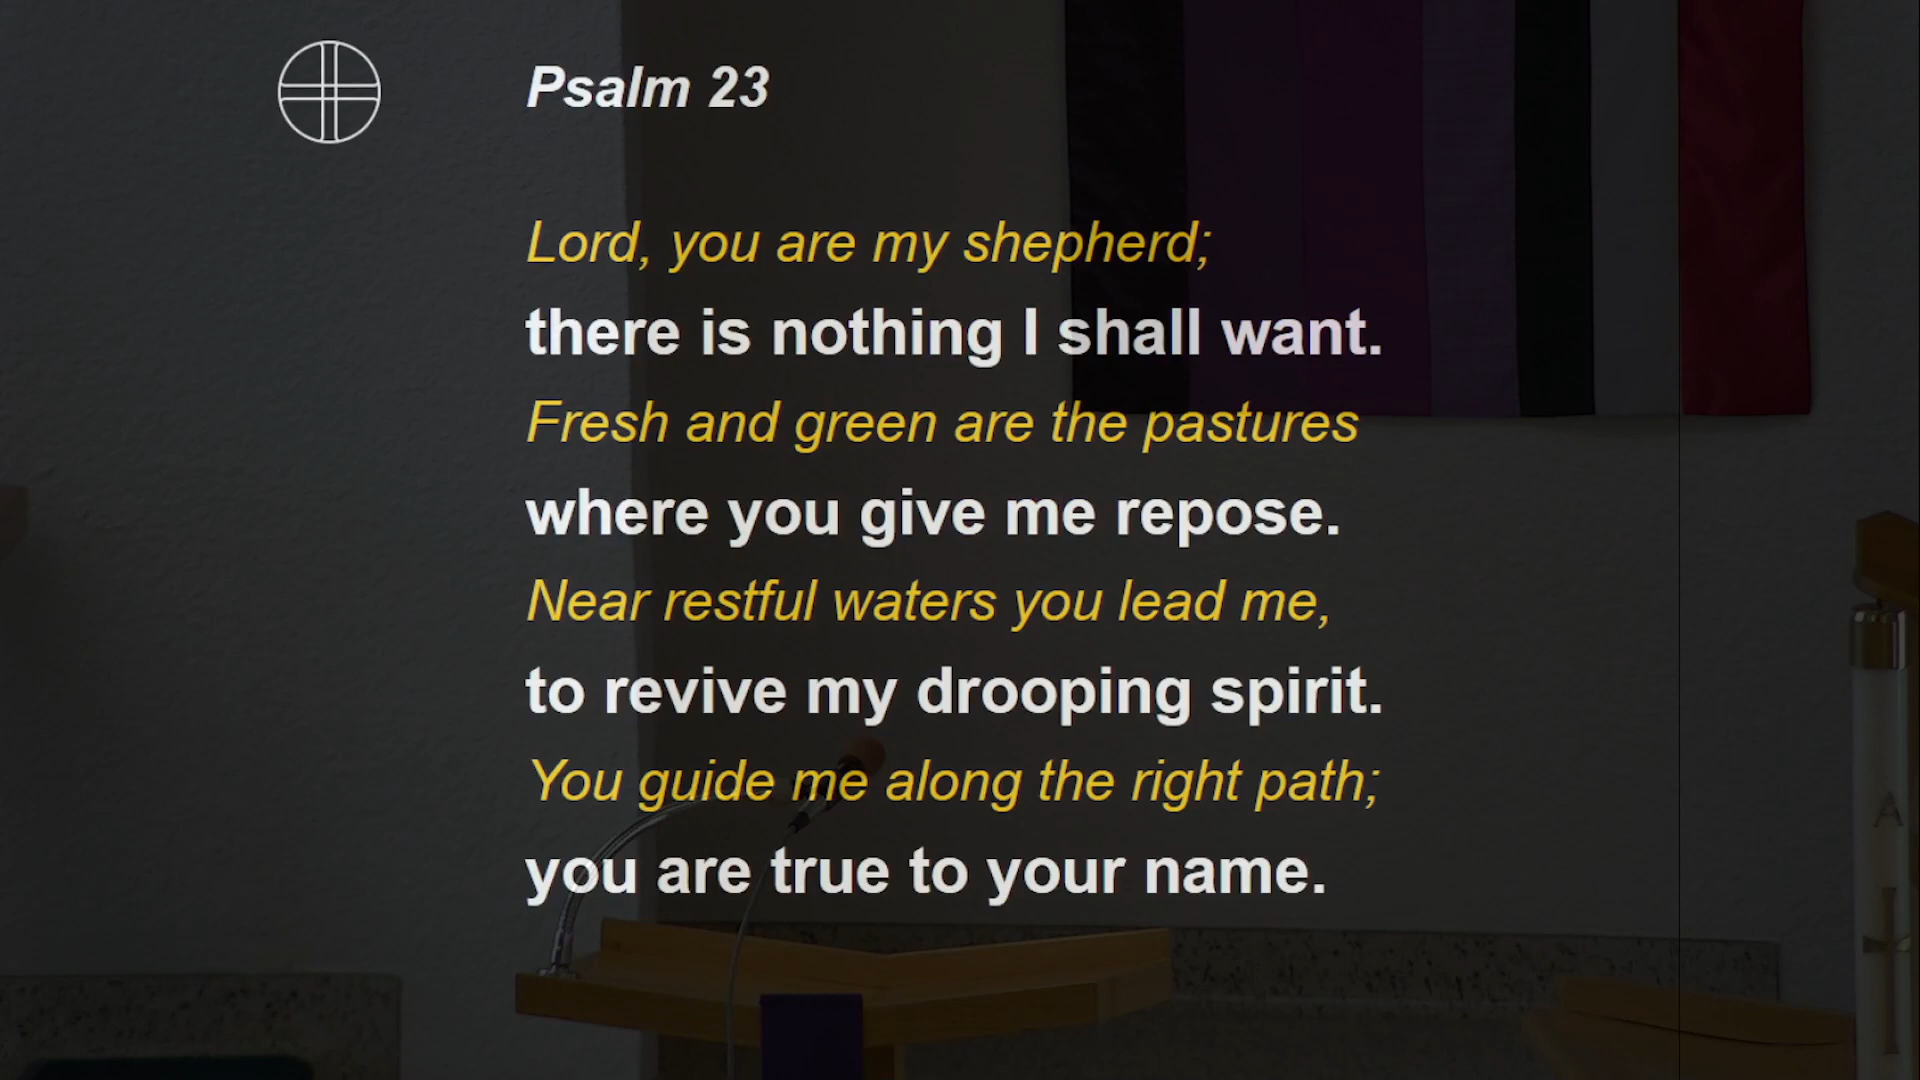 Psalm 23
Lord, you are my shepherd;
there is nothing I shall want.
Fresh and green are the pastures
where you give me repose.
Near restful waters you lead me,
to revive my drooping spirit.
You guide me along the right path;
you are true to your name.
A